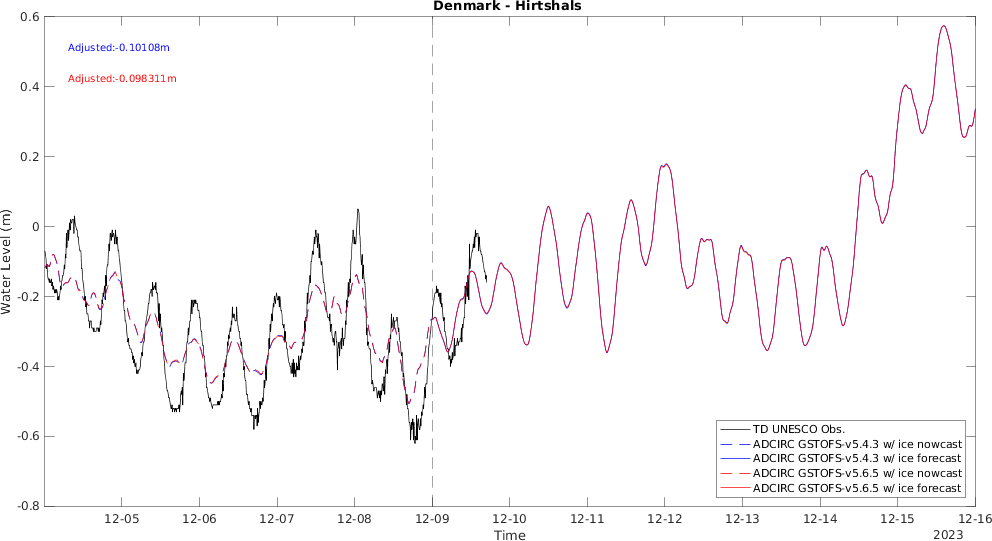 Denmark - Hirtshals
Adjusted:-0.10108m
Adjusted:-0.098311m
Water Level (m)
0.6
0.4
0.2
0
-0.2
-0.4
-0.6
-0.8
TD UNESCO Obs.
ADCIRC GSTOFS-v5.4.3 w/ ice nowcast
ADCIRC GSTOFS-v5.4.3 w/ ice forecast
ADCIRC GSTOFS-v5.6.5 w/ ice nowcast
ADCIRC GSTOFS-v5.6.5 w/ ice forecast
12-05 12-06 12-07 12-08 12-09 12-10 12-11 12-12 12-13 12-14 12-15 12-16
Time
2023